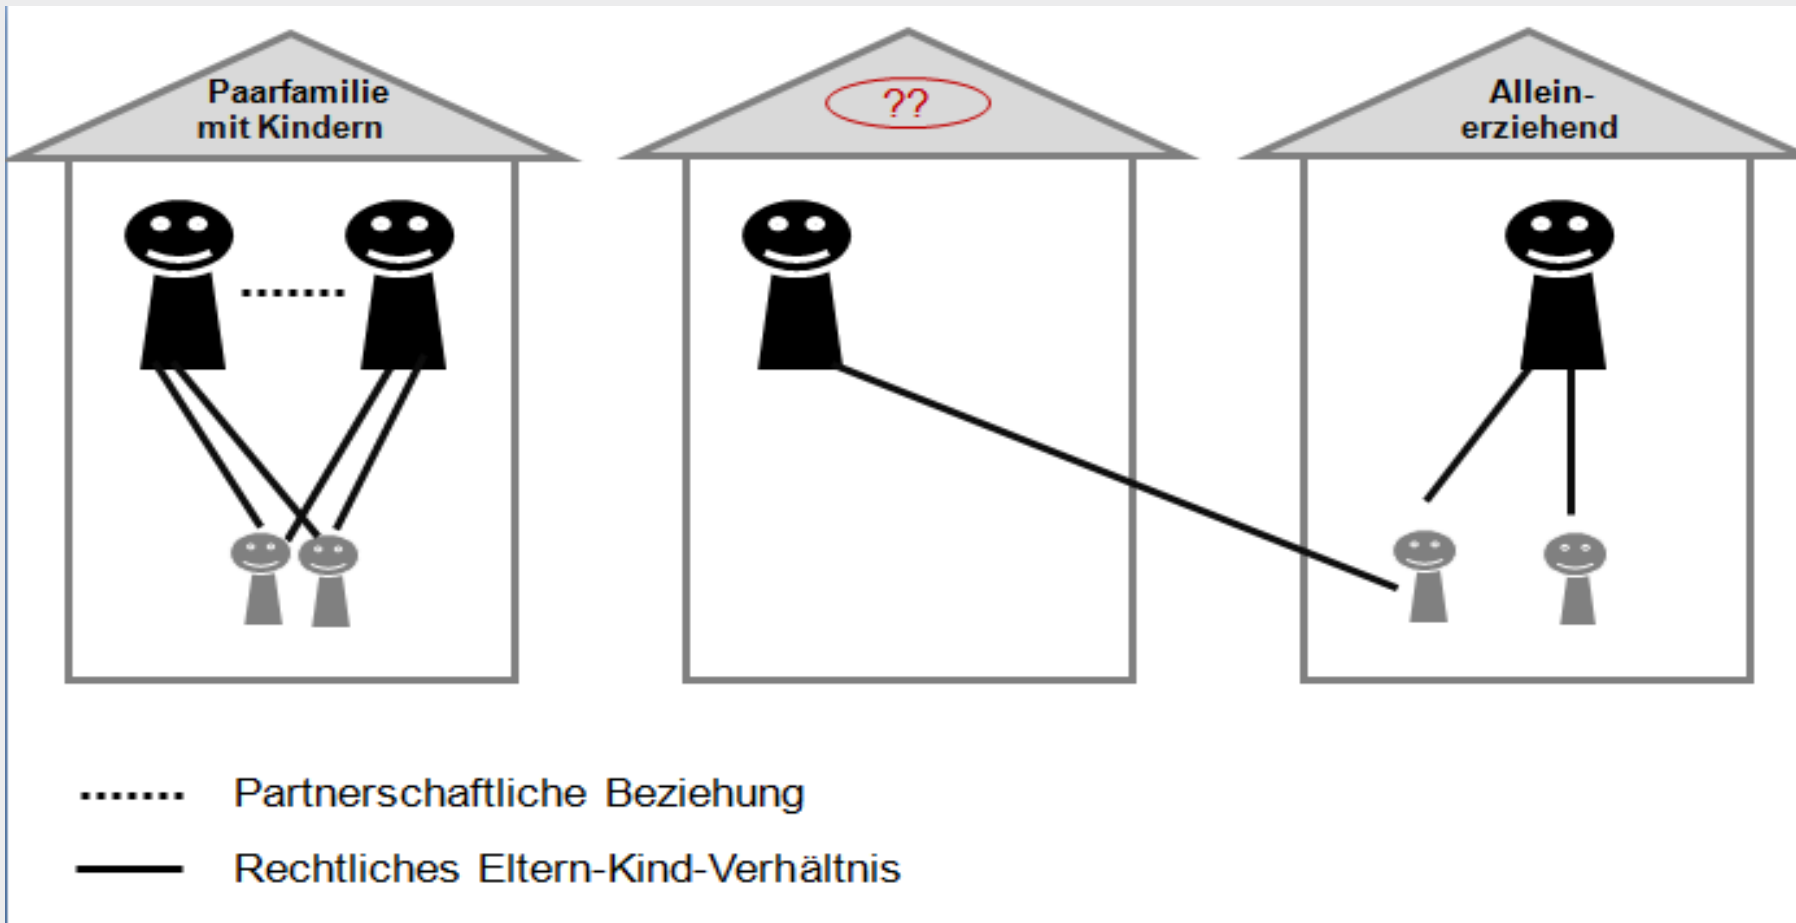 Paarfamilie
mit Kindern
??
Allein-
erziehend
Partnerschaftliche Beziehung
Rechtliches Eltern-Kind-Verhältnis